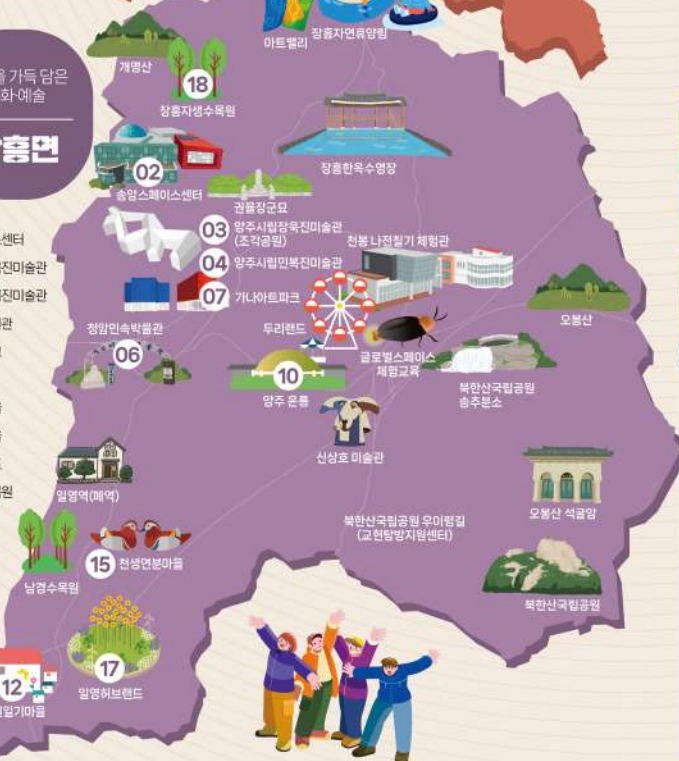 아트밸리
장흥자연휴양림
개명산
18
장흥자생수목원
을 가득 담은
화·예술
흥면
장흥한옥수영장
02
송암스페이스센터
권율장군묘
03 양주시립장욱진미술관
(조각공원)
천봉 나전칠기 체험관
04 양주시립민복진미술관
07 가나아트파크
센터
진미술관
진미술관
관
원
오봉산
청암민속박물관
06
두리랜드
글로벌스페이스
체험교육
북한산국립공원
송추분소
10
양주 온릉
신상호 미술관
일영역(폐역)
오봉산 석굴암
북한산국립공원 우이령길
(교현탐방지원센터)
남경수목원
15 천생연분마을
북한산국립공원
12
일기마을
17
일영허브랜드